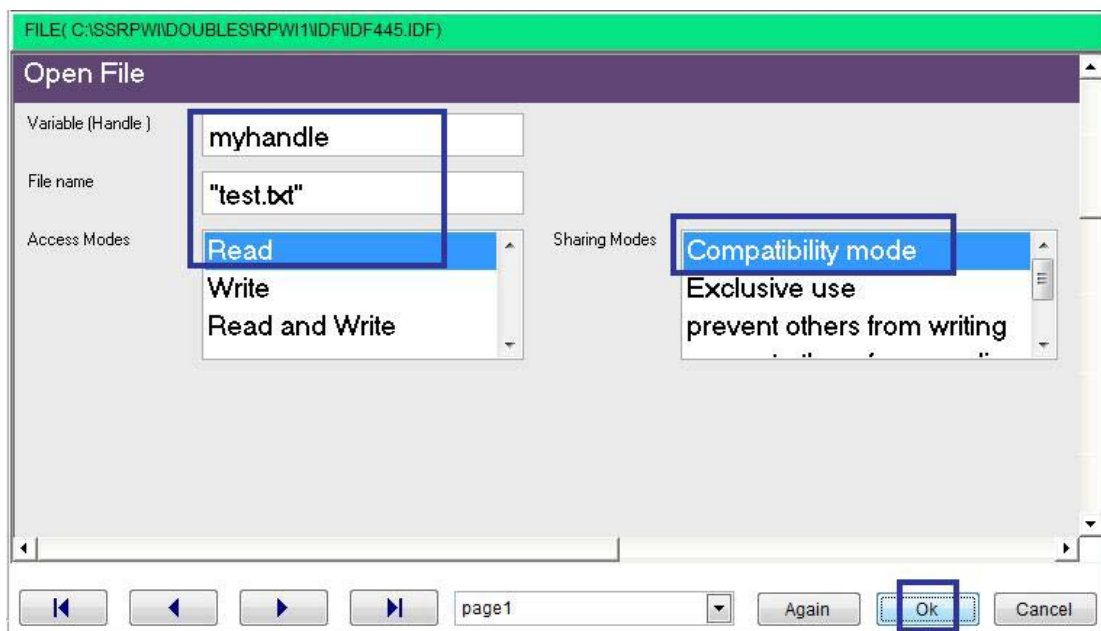 FILE( C:\SSRPWI\DOUBLES\RPWI1\IDF\IDF445.IDF)
Open File
Variable (Handle )
myhandle
File name
"test.txt"
Access Modes
Read
Write
Read and Write
Sharing Modes
Compatibility mode
Exclusive use
prevent others from writing
page1
Again
Ok
Cancel